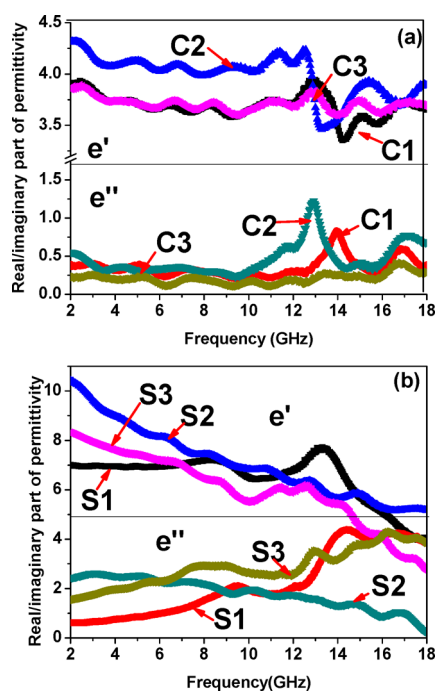 (a)
Real/imaginary part of permittivity
4.5
4.0
3.5
1.0
0.5
0.0
C2
C3
C1
e'
e''
C3
C2
C1
2 4 6 8 10 12 14 16 18
Frequency (GHz)
(b)
Real/imaginary part of permittivity
10
8
6
4
2
0
S3
S2
S1
e'
e''
S3
S2
S1
2 4 6 8 10 12 14 16 18
Frequency(GHz)